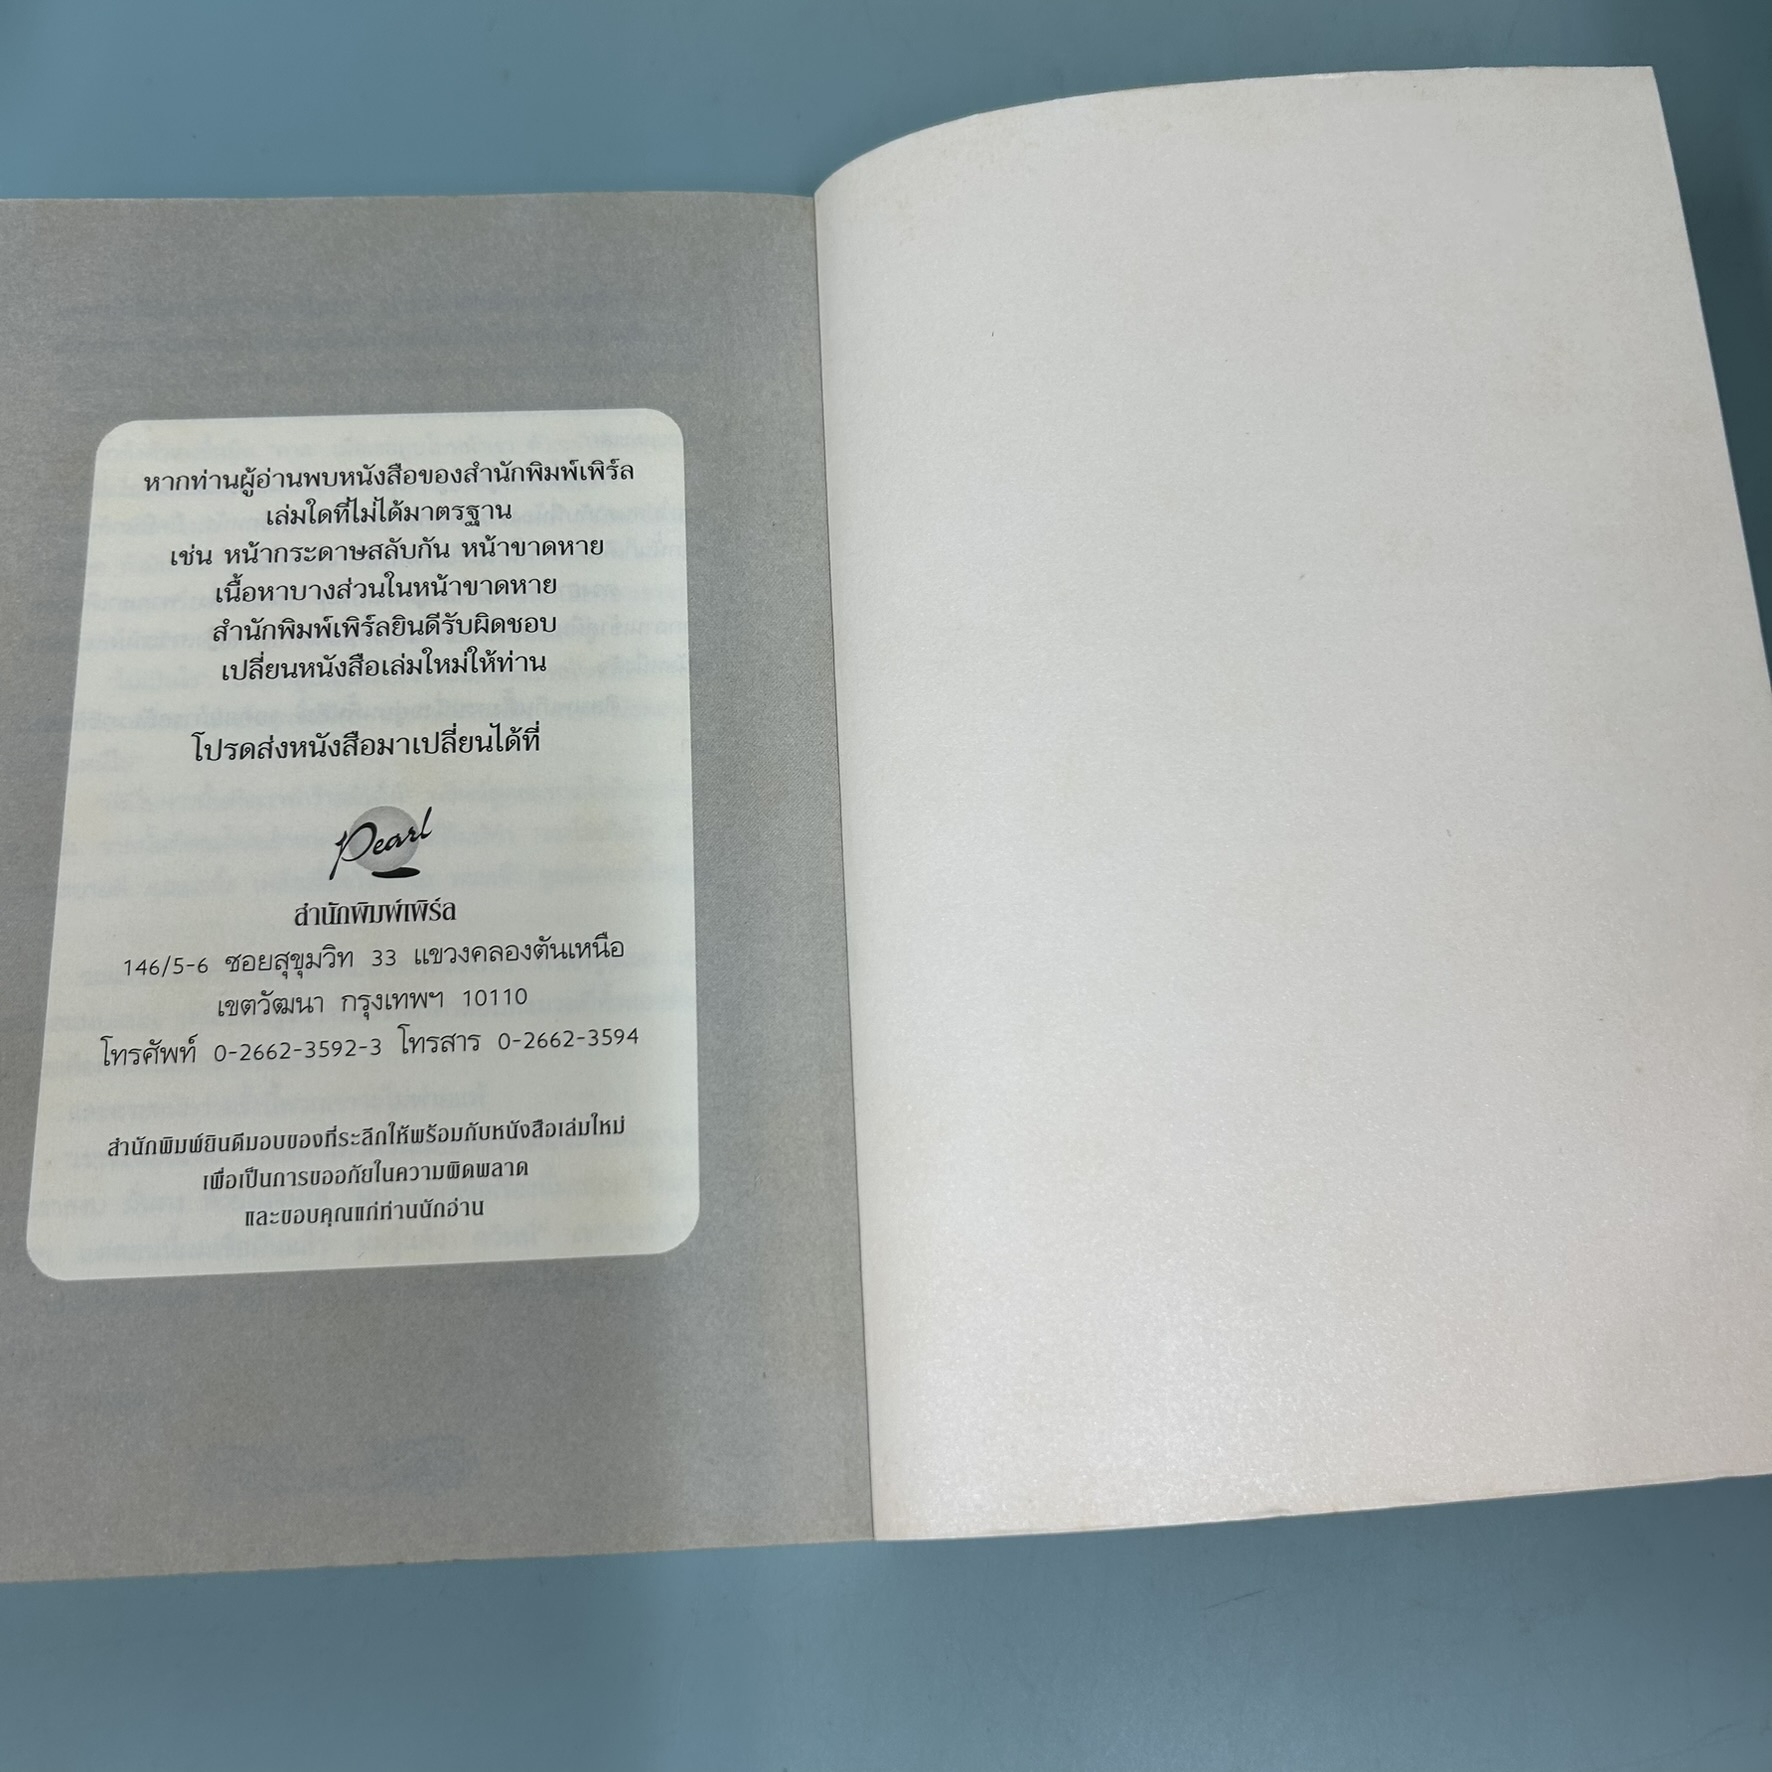 หากท่านผู้อ่านพบหนังสือของสำนักพิมพ์เพิร์ล
เล่มใดที่ไม่ได้มาตรฐาน
เช่น หน้ากระดาษสลับกัน หน้าขาดหาย
เนื้อหาบางส่วนในหน้าขาดหาย
สำนักพิมพ์เพิร์ลยินดีรับผิดชอบ
เปลี่ยนหนังสือเล่มใหม่ให้ท่าน
โปรดส่งหนังสือมาเปลี่ยนได้ที่
Pearl
สำนักพิมพ์เพิร์ล
146/5-6 ซอยสุขุมวิท 33 แขวงคลองตันเหนือ
เขตวัฒนา กรุงเทพฯ 10110
โทรศัพท์ 0-2662-3592-3 โทรสาร 0-2662-3594
สำนักพิมพ์ยินดีมอบของที่ระลึกให้พร้อมกับหนังสือเล่มใหม่
เพื่อเป็นการขออภัยในความผิดพลาด
และขอบคุณแก่ท่านนักอ่าน